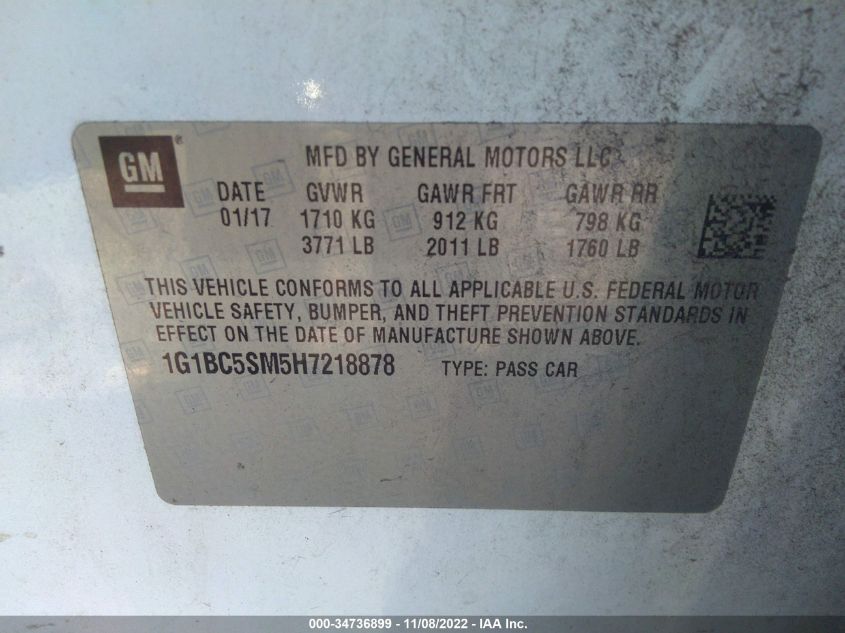 GM
MFD BY GENERAL MOTORS LLC
DATE GVWR GAWR FRT GAWR RR
01/17 1710 KG 912 KG 798 KG
3771 LB 2011 LB 1760 LB
THIS VEHICLE CONFORMS TO ALL APPLICABLE U.S. FEDERAL MOTOR
VEHICLE SAFETY, BUMPER, AND THEFT PREVENTION STANDARDS IN
EFFECT ON THE DATE OF MANUFACTURE SHOWN ABOVE.
1G1BC5SM5H7218878 TYPE: PASS CAR
000-34736899 - 11/08/2022 - IAA Inc.